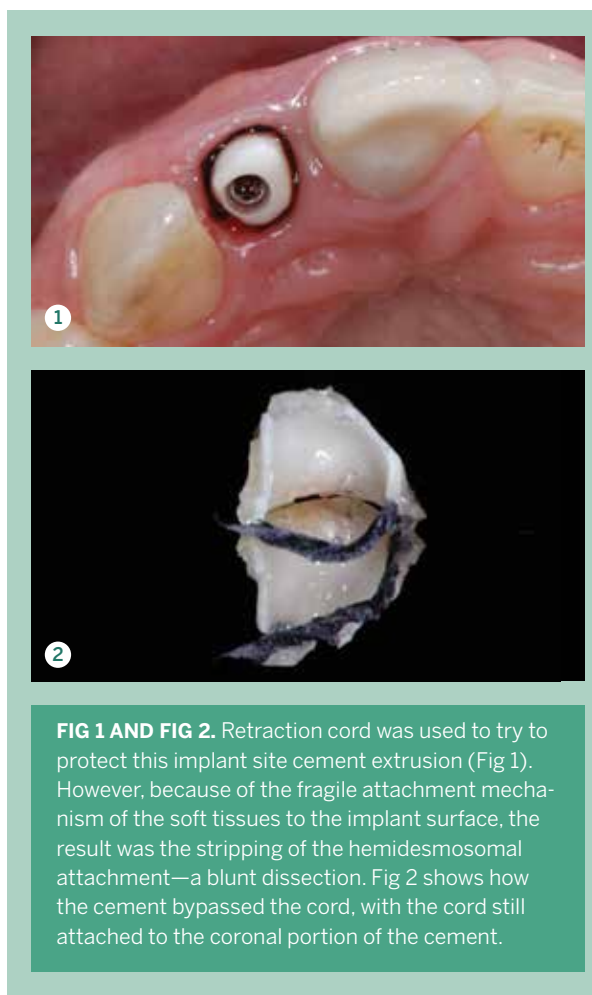 1
2
FIG 1 AND FIG 2. Retraction cord was used to try to
protect this implant site cement extrusion (Fig 1).
However, because of the fragile attachment mecha-
nism of the soft tissues to the implant surface, the
result was the stripping of the hemidesmosomal
attachment—a blunt dissection. Fig 2 shows how
the cement bypassed the cord, with the cord still
attached to the coronal portion of the cement.